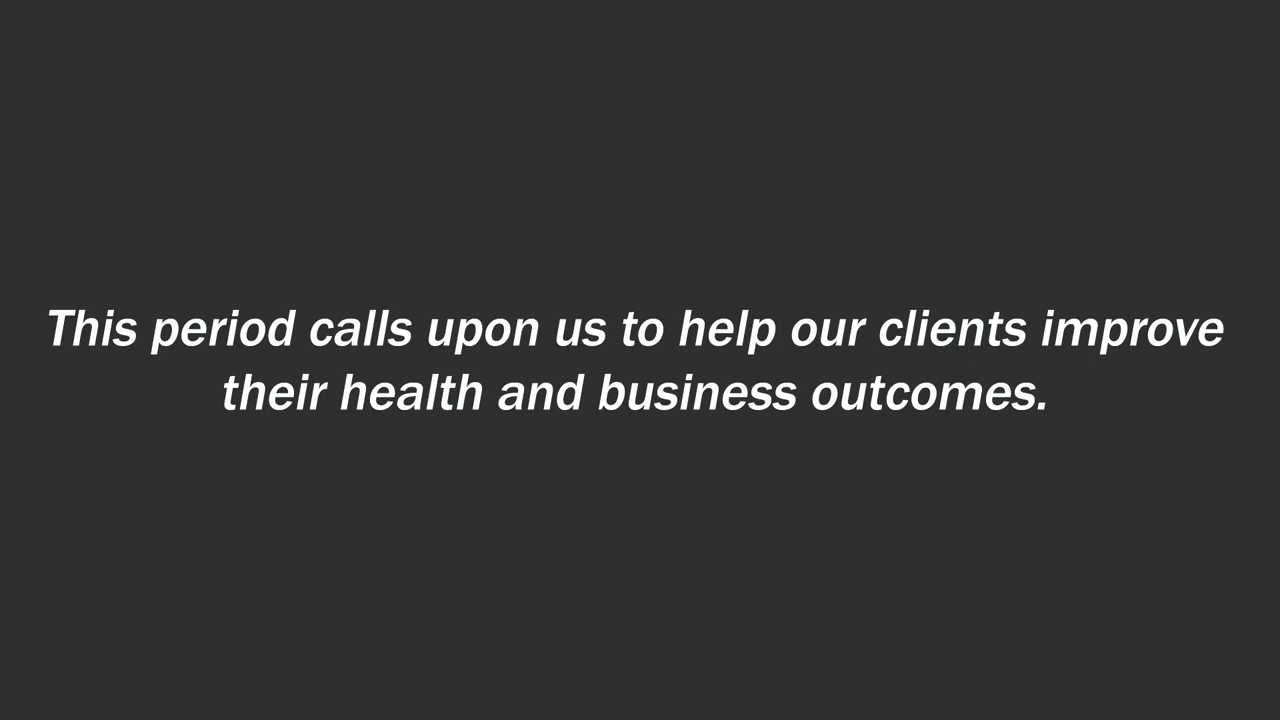 This period calls upon us to help our clients improve
their health and business outcomes.